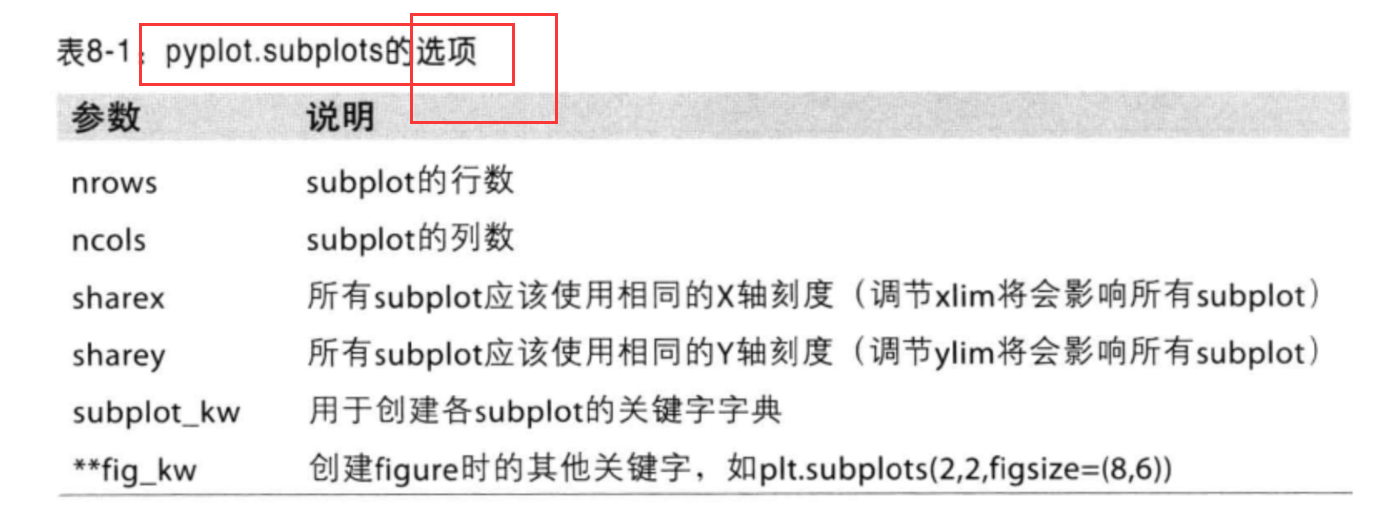 表8-1：pyplot.subplots的选项
参数 说明
nrows subplot的行数
ncols subplot的列数
sharex 所有subplot应该使用相同的X轴刻度（调节xlim将会影响所有subplot）
sharey 所有subplot应该使用相同的Y轴刻度（调节ylim将会影响所有subplot）
subplot_kw 用于创建各subplot的关键字字典
**fig_kw 创建figure时的其他关键字，如plt.subplots(2,2,figsize=(8,6))